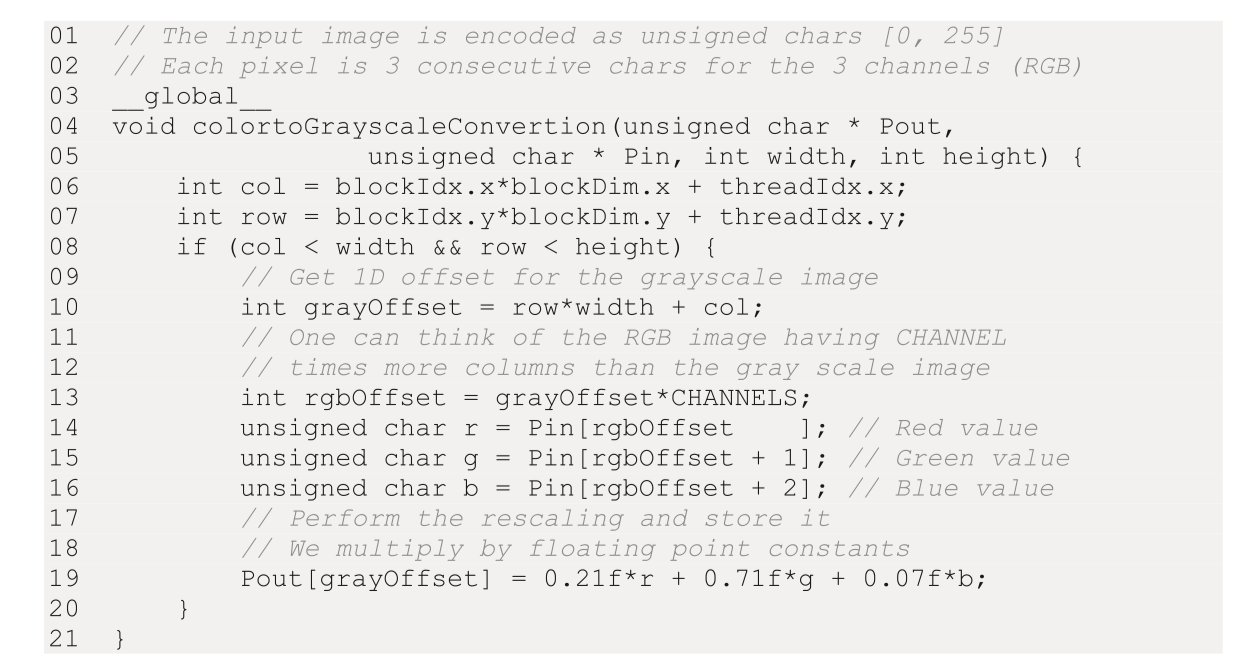 01 // The input image is encoded as unsigned chars [0, 255]
02 // Each pixel is 3 consecutive chars for the 3 channels (RGB)
03 __global__
04 void colortoGrayscaleConvertion(unsigned char * Pout,
05                 unsigned char * Pin, int width, int height) {
06     int col = blockIdx.x*blockDim.x + threadIdx.x;
07     int row = blockIdx.y*blockDim.y + threadIdx.y;
08     if (col < width && row < height) {
09         // Get 1D offset for the grayscale image
10         int grayOffset = row*width + col;
11         // One can think of the RGB image having CHANNEL
12         // times more columns than the gray scale image
13         int rgbOffset = grayOffset*CHANNELS;
14         unsigned char r = Pin[rgbOffset    ]; // Red value
15         unsigned char g = Pin[rgbOffset + 1]; // Green value
16         unsigned char b = Pin[rgbOffset + 2]; // Blue value
17         // Perform the rescaling and store it
18         // We multiply by floating point constants
19         Pout[grayOffset] = 0.21f*r + 0.71f*g + 0.07f*b;
20     }
21 }